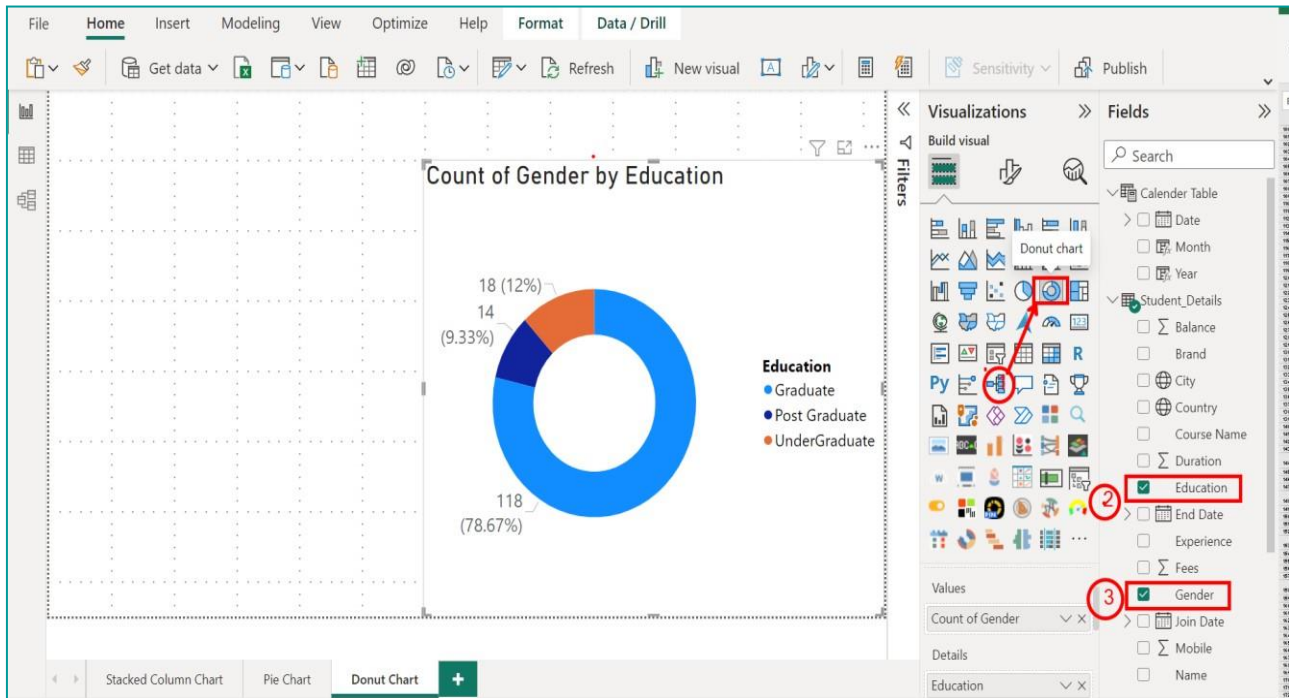 File Home Insert Modeling View Optimize Help Format Data / Drill
Get data Refresh New visual Sensitivity Publish
Count of Gender by Education
18 (12%)
14
(9.33%)
118
(78.67%)
Education
Graduate
Post Graduate
UnderGraduate
Filters
Visualizations
Build visual
Donut chart
123
R
Py
2
3
Values
Count of Gender
Details
Education
Fields
Search
Calender Table
Date
Month
Year
Student_Details
Σ Balance
Brand
City
Country
Course Name
Σ Duration
Education
End Date
Experience
Σ Fees
Gender
Join Date
Σ Mobile
Name
Stacked Column Chart Pie Chart Donut Chart +